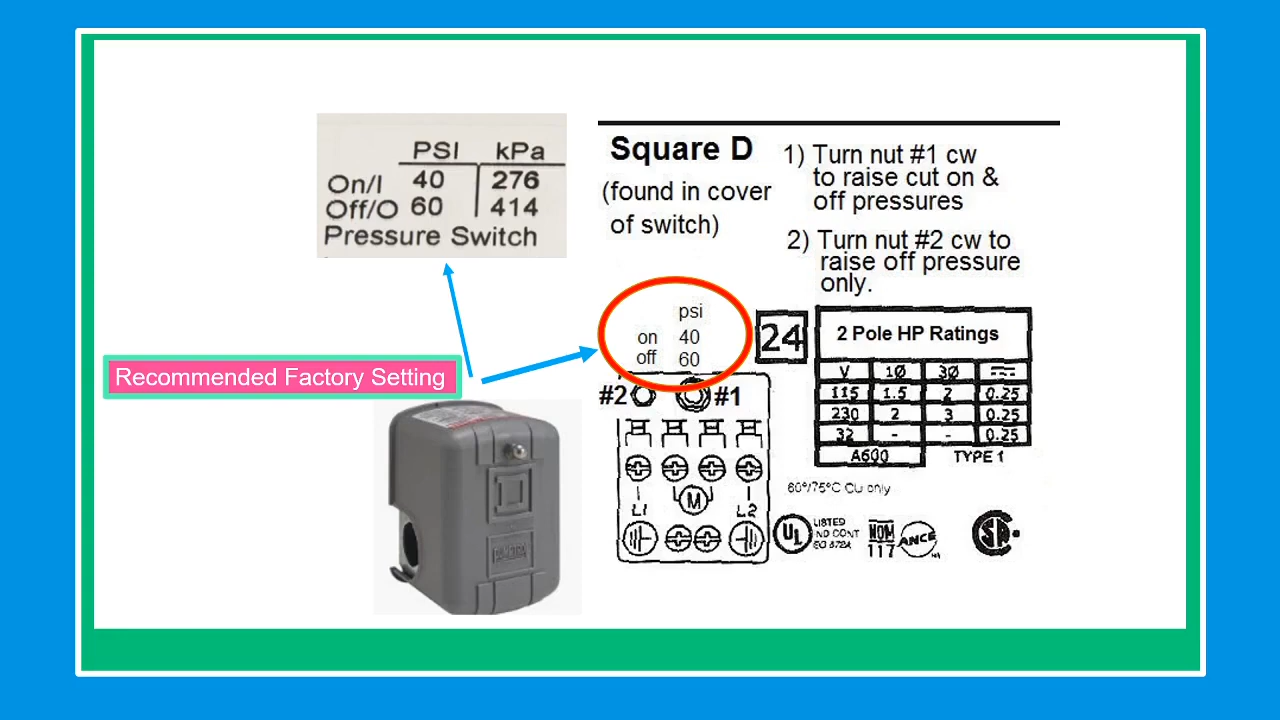 PSI kPa
On/I 40 276
Off/O 60 414
Pressure Switch
Recommended Factory Setting
Square D
(found in cover
of switch)
1) Turn nut #1 cw
to raise cut on &
off pressures
2) Turn nut #2 cw to
raise off pressure
only.
psi
on 40
off 60
24
#2 #1
M
L1 L2
2 Pole HP Ratings
V 1Ø 3Ø
115 1.5 2 0.25
230 2 3 0.25
32 - - 0.25
A600 TYPE 1
60°/75°C CU only
UL
LISTED
IND CONT
EQ 672A
NOM
117
ANCE
SA